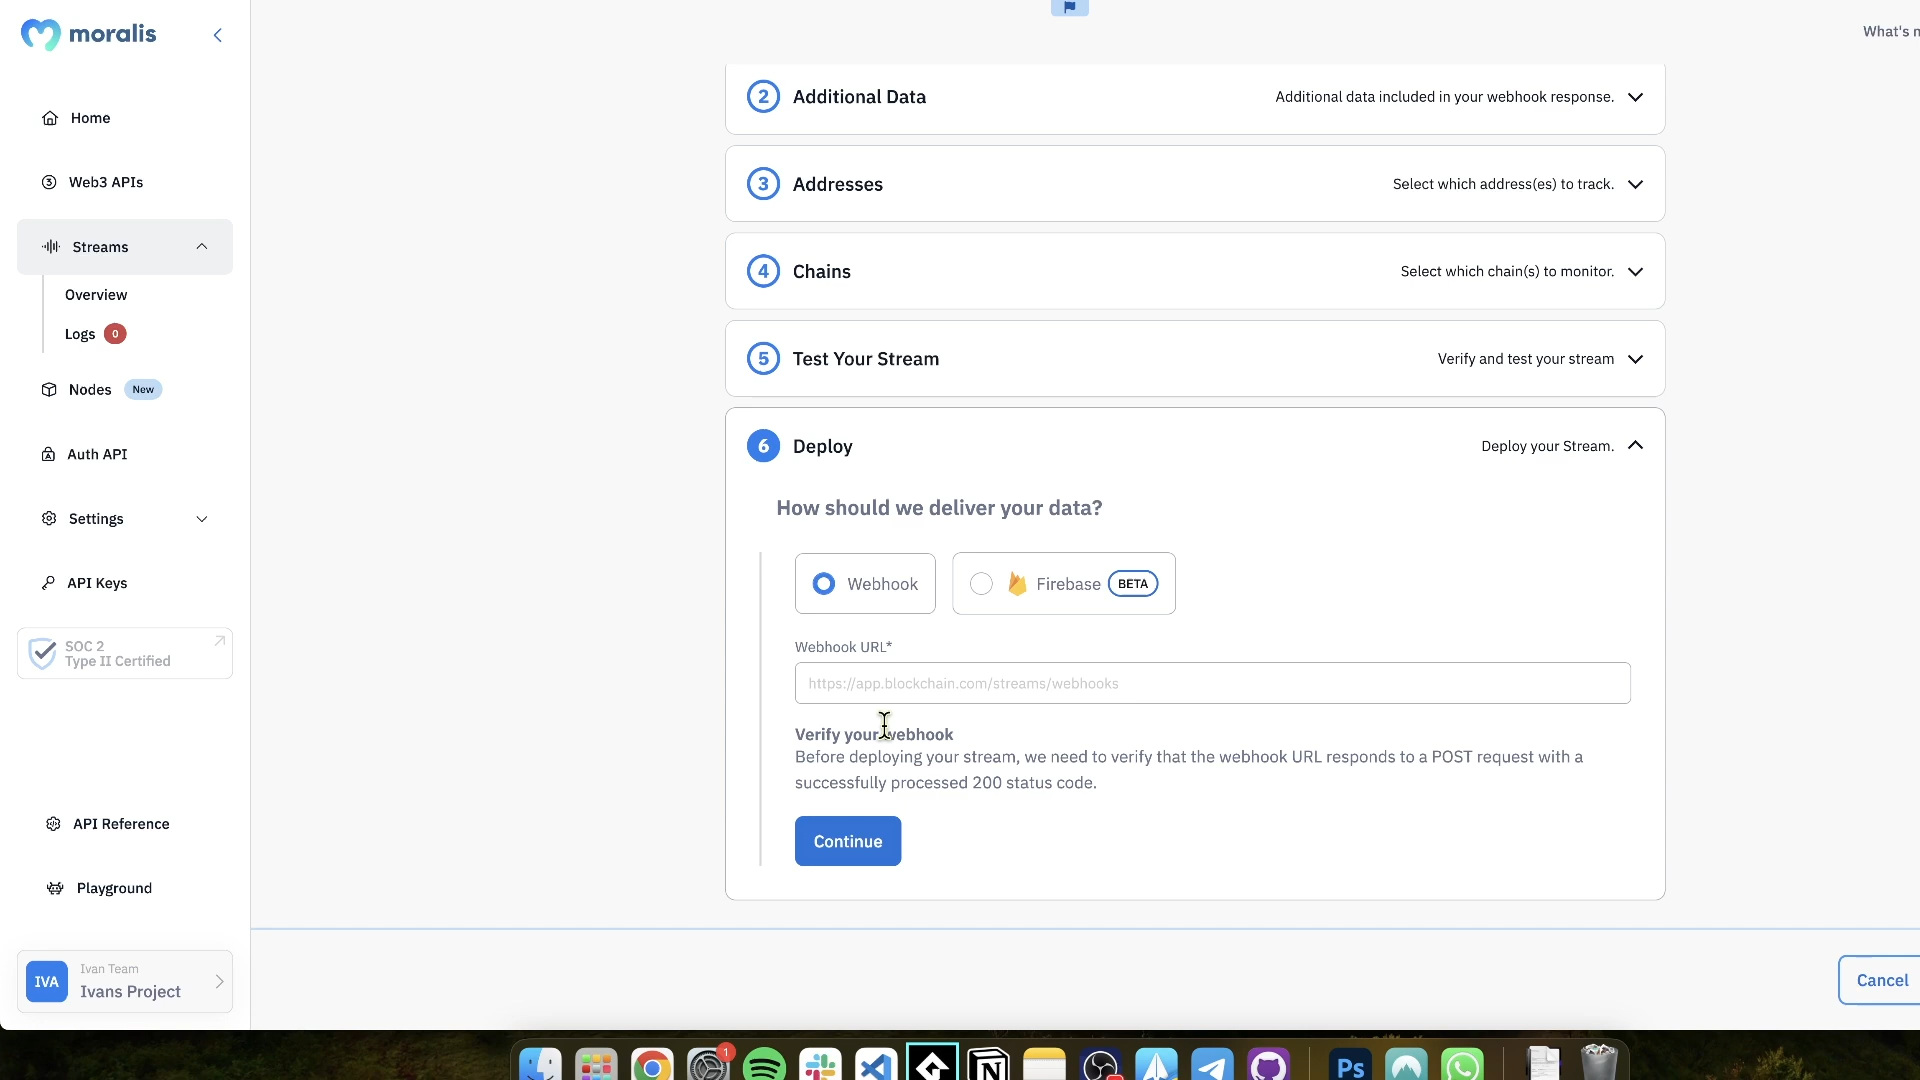 moralis
Home
Web3 APIs
Streams
Overview
Logs 0
Nodes New
Auth API
Settings
API Keys
SOC 2
Type II Certified
API Reference
Playground
IVA
Ivan Team
Ivans Project
What's n
2 Additional Data Additional data included in your webhook response.
3 Addresses Select which address(es) to track.
4 Chains Select which chain(s) to monitor.
5 Test Your Stream Verify and test your stream
6 Deploy Deploy your Stream.
How should we deliver your data?
Webhook Firebase BETA
Webhook URL*
https://app.blockchain.com/streams/webhooks
Verify your webhook
Before deploying your stream, we need to verify that the webhook URL responds to a POST request with a
successfully processed 200 status code.
Continue
Cancel
1
Ps